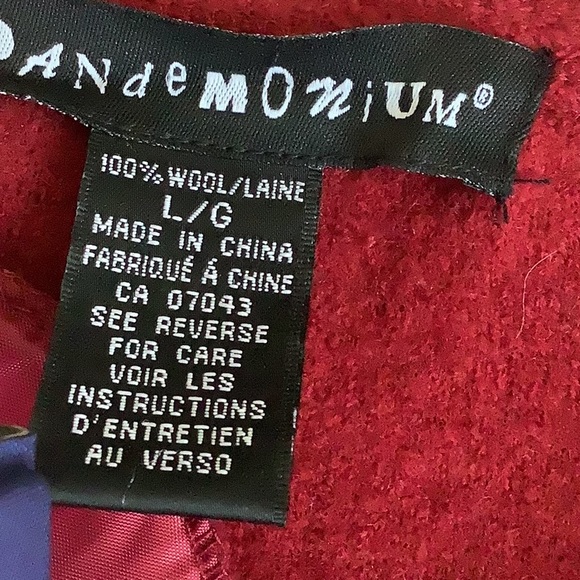 PANdeMONiUM®
100% WOOL/LAINE
L/G
MADE IN CHINA
FABRIQUÉ Á CHINE
CA 07043
SEE REVERSE
FOR CARE
VOIR LES
INSTRUCTIONS
D'ENTRETIEN
AU VERSO